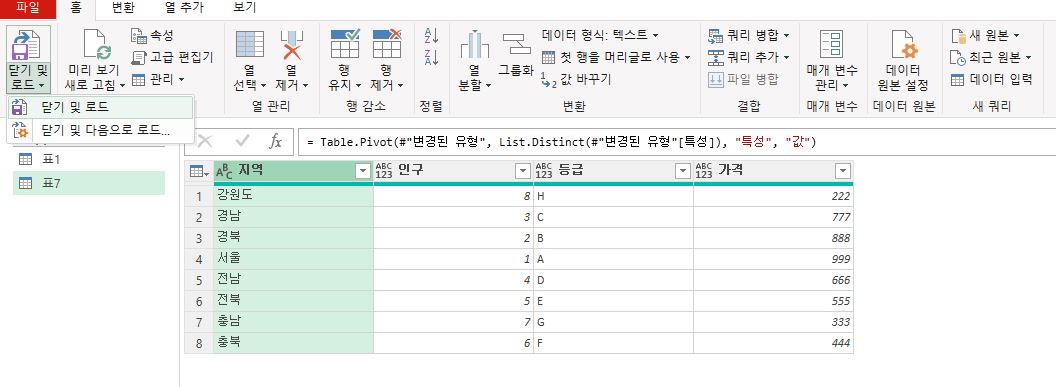 파일 홈 변환 열 추가 보기
닫기 및
로드
미리 보기
새로 고침
속성
고급 편집기
관리
열
선택
열
제거
열 관리
행
유지
행
제거
행 감소
A
Z
Z
A
정렬
열
분할
그룹화
데이터 형식: 텍스트
첫 행을 머리글로 사용
1
2
값 바꾸기
변환
쿼리 병합
쿼리 추가
파일 병합
결합
매개 변수
관리
매개 변수
데이터
원본 설정
데이터 원본
새 원본
최근 원본
데이터 입력
새 쿼리
닫기 및 로드
닫기 및 다음으로 로드...
fx = Table.Pivot(#"변경된 유형", List.Distinct(#"변경된 유형"[특성]), "특성", "값")
표1
표7
ABC 지역 ABC123 인구 ABC123 등급 ABC123 가격
1 강원도 8 H 222
2 경남 3 C 777
3 경북 2 B 888
4 서울 1 A 999
5 전남 4 D 666
6 전북 5 E 555
7 충남 7 G 333
8 충북 6 F 444